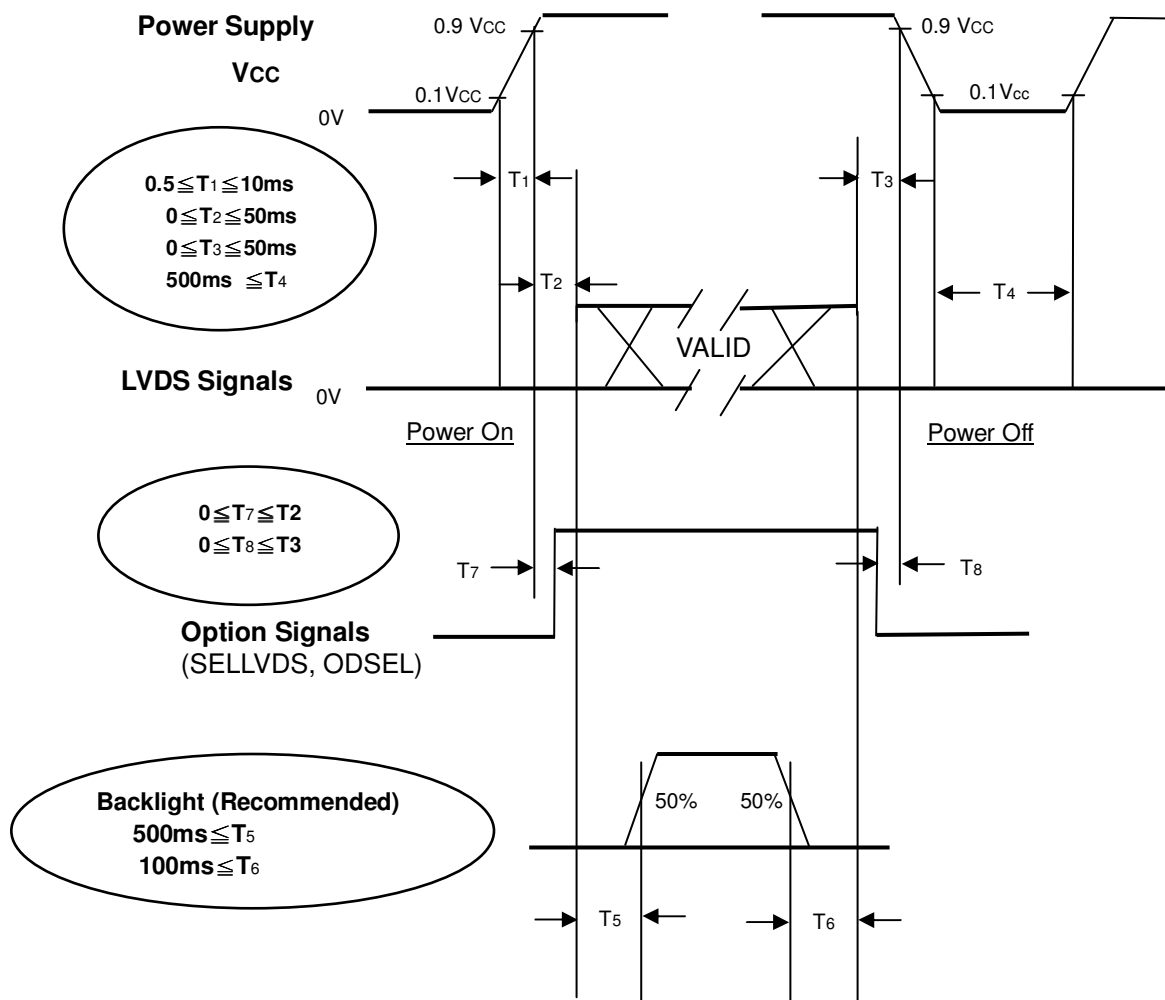 Power Supply
VCC
0.9 VCC
0.9 VCC
0.1VCC
0.1Vcc
0V
0.5≦T1≦10ms
0≦T2≦50ms
0≦T3≦50ms
500ms ≦T4
T1
T3
T2
T4
VALID
LVDS Signals
0V
Power On
Power Off
0≦T7≦T2
0≦T8≦T3
T7
T8
Option Signals
(SELLVDS, ODSEL)
Backlight (Recommended)
500ms≦T5
100ms≦T6
50%
50%
T5
T6